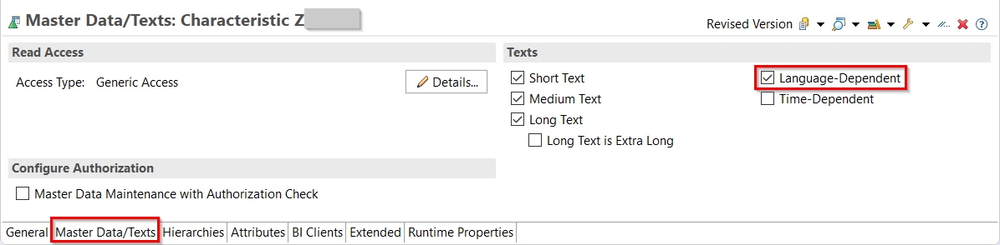 Master Data/Texts: Characteristic Z
Revised Version
Read Access
Access Type: Generic Access
Details...
Texts
Short Text
Language-Dependent
Medium Text
Time-Dependent
Long Text
Long Text is Extra Long
Configure Authorization
Master Data Maintenance with Authorization Check
General Master Data/Texts Hierarchies Attributes BI Clients Extended Runtime Properties